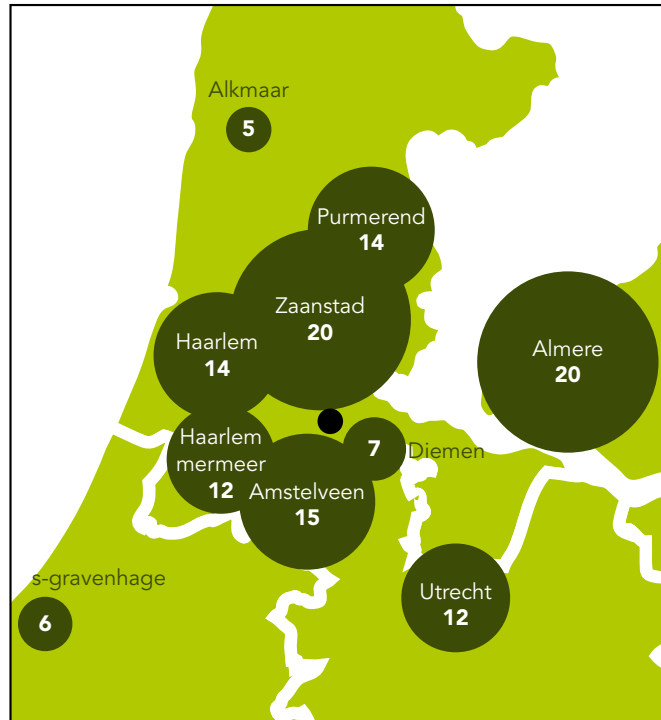 Alkmaar
5
Purmerend
14
Zaanstad
20
Haarlem
14
Almere
20
Haarlem
mermeer
12
7
Diemen
Amstelveen
15
s-gravenhage
6
Utrecht
12